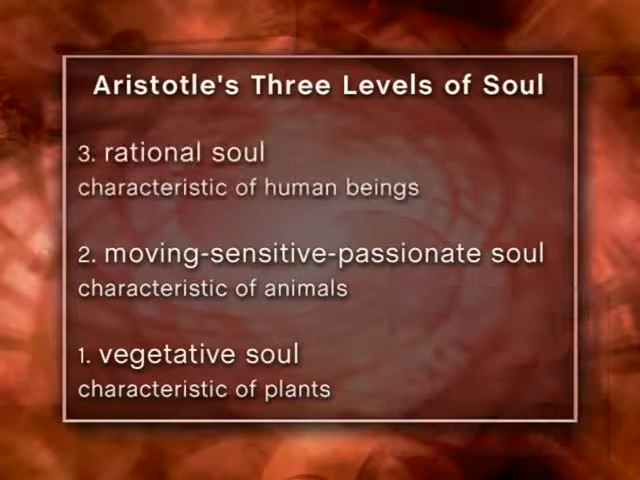 Aristotle's Three Levels of Soul
3. rational soul
characteristic of human beings
2. moving-sensitive-passionate soul
characteristic of animals
1. vegetative soul
characteristic of plants